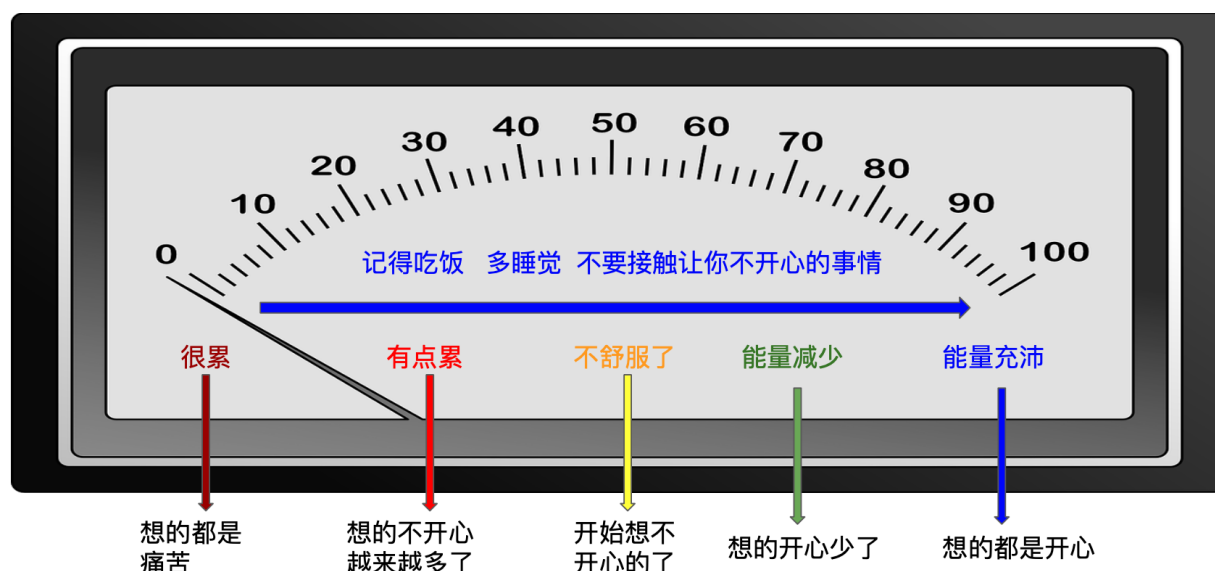 0 10 20 30 40 50 60 70 80 90 100
记得吃饭 多睡觉 不要接触让你不开心的事情
很累 有点累 不舒服了 能量减少 能量充沛
想的都是
痛苦
想的不开心
越来越多了
开始想不
开心的了
想的开心少了
想的都是开心